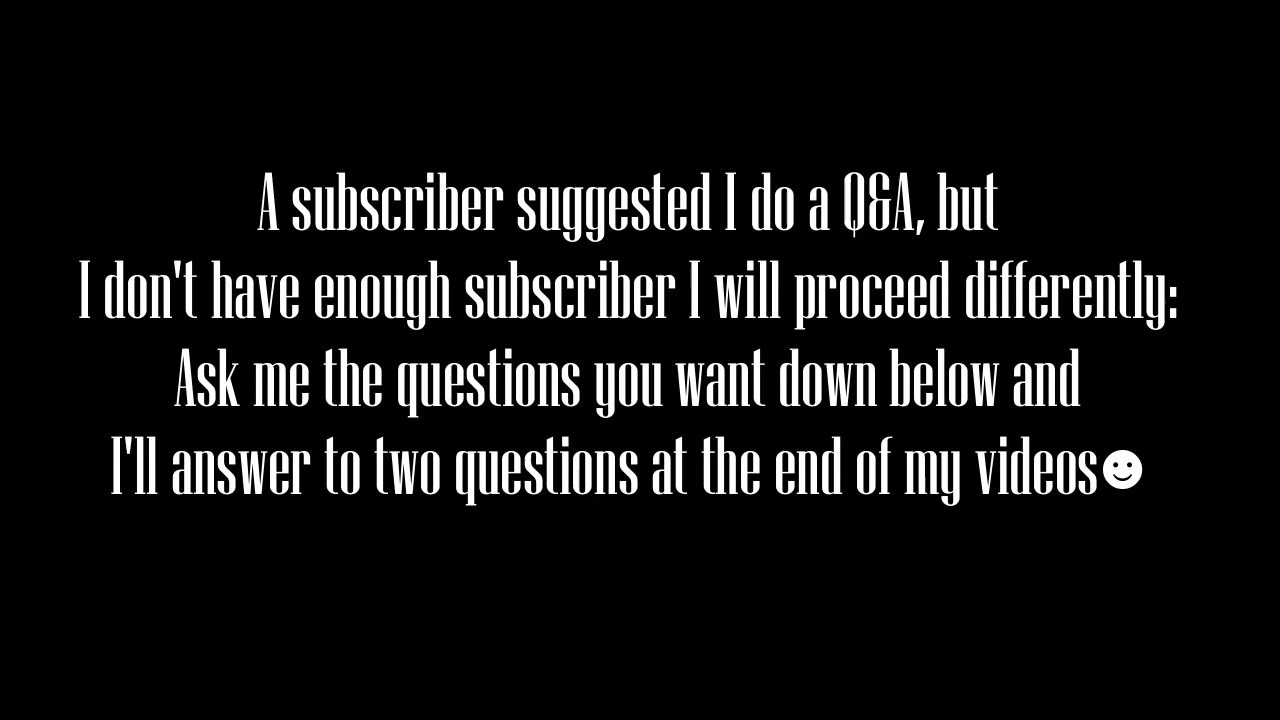 A subscriber suggested I do a Q&A, but
I don't have enough subscriber I will proceed differently:
Ask me the questions you want down below and
I'll answer to two questions at the end of my videos☻